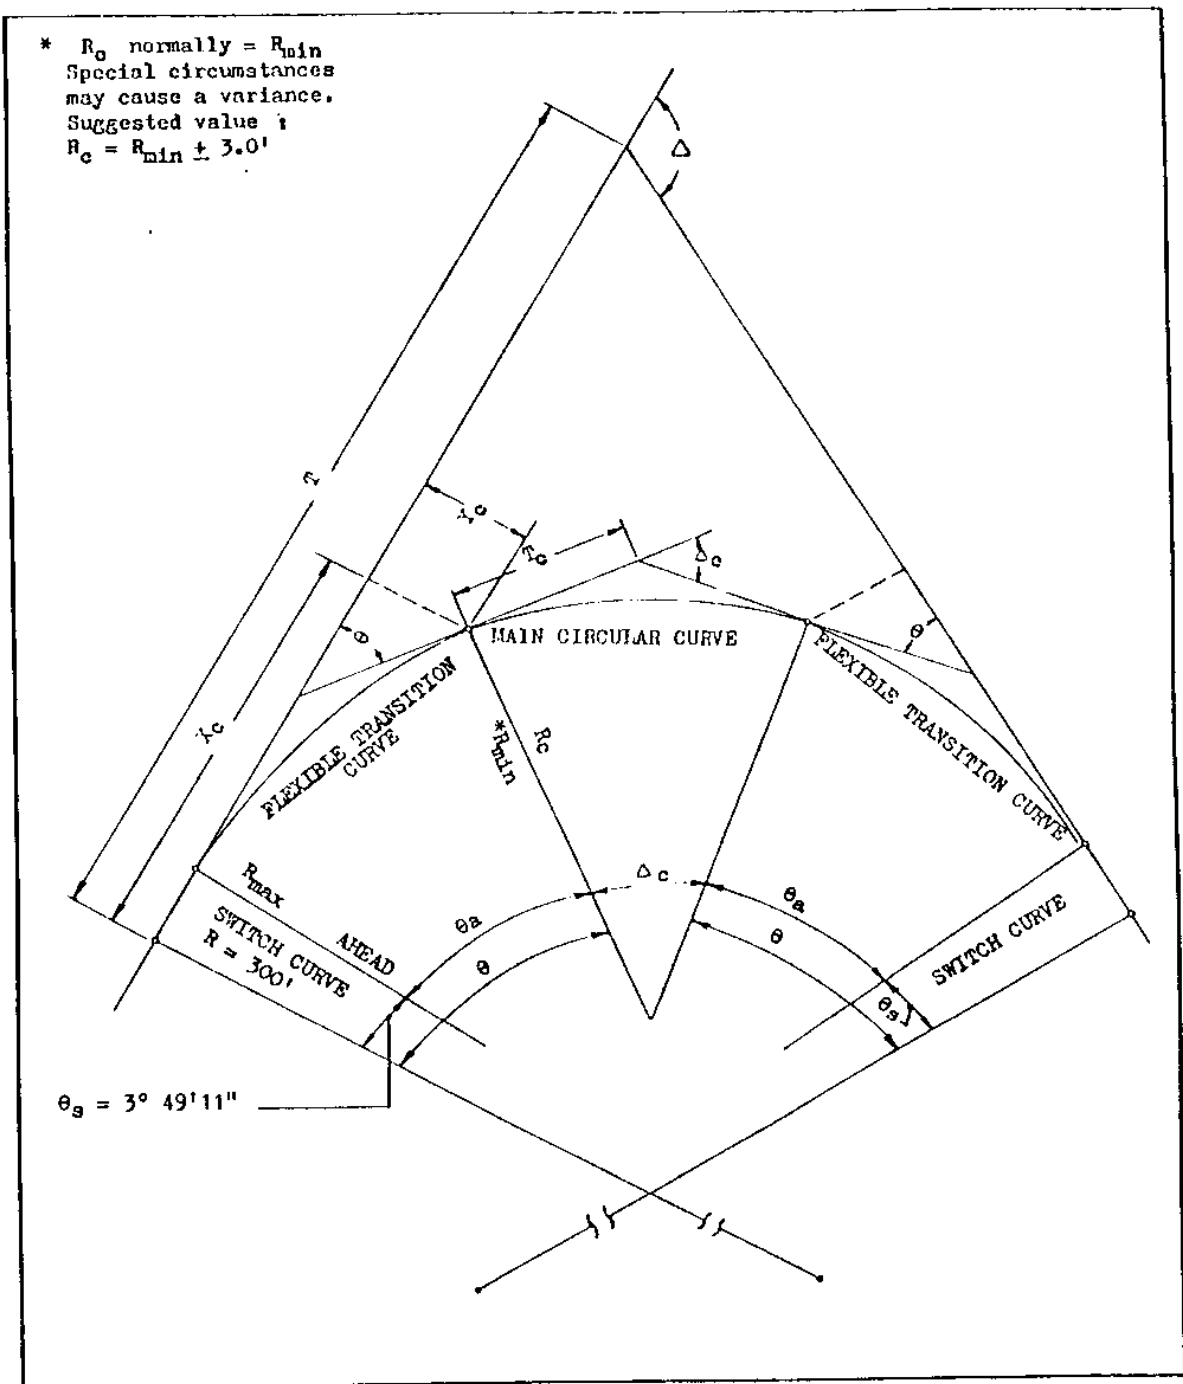 * Rc normally = Rmin
Special circumstances
may cause a variance.
Suggested value :
Rc = Rmin ± 3.0'
Δ
T
Yc
Tc
Δc
θ
MAIN CIRCULAR CURVE
θ
FLEXIBLE TRANSITION
CURVE
FLEXIBLE TRANSITION CURVE
Xc
Rc
*Rmin
Rmax
AHEAD
SWITCH CURVE
R = 300'
Δc
θa
θa
θ
θ
SWITCH CURVE
θs
θs = 3° 49'11"